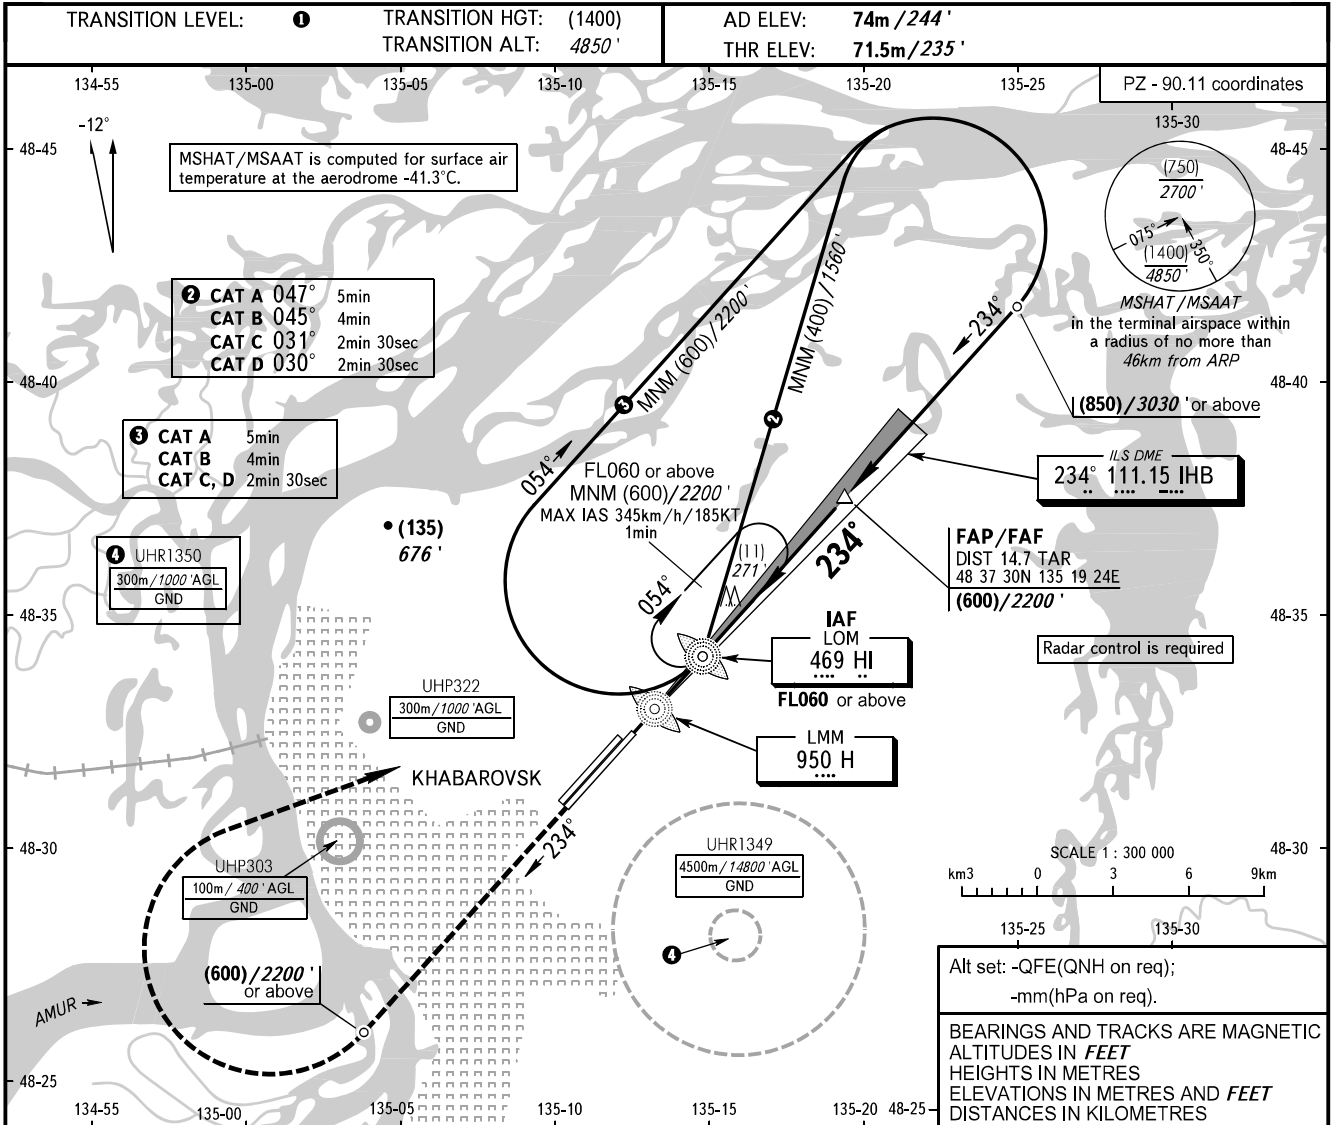 TRANSITION LEVEL: ❶ TRANSITION HGT: (1400)
TRANSITION ALT: 4850 '
AD ELEV: 74m/244 '
THR ELEV: 71.5m/235 '
134-55 135-00 135-05 135-10 135-15 135-20 135-25
PZ - 90.11 coordinates
135-30
-12°
48-45
48-45
MSHAT/MSAAT is computed for surface air
temperature at the aerodrome -41.3°C.
(750)
2700 '
075°
350°
(1400)
4850 '
MSHAT / MSAAT
in the terminal airspace within
a radius of no more than
46km from ARP
❷ CAT A 047° 5min
CAT B 045° 4min
CAT C 031° 2min 30sec
CAT D 030° 2min 30sec
MNM (600)/2200 '
MNM (400)/1560 '
234°
48-40
48-40
(850)/3030 ' or above
❸
❷
❸ CAT A 5min
CAT B 4min
CAT C, D 2min 30sec
054°
FL060 or above
MNM (600)/2200 '
MAX IAS 345km/h/185KT
1min
ILS DME
234° 111.15 IHB
(135)
676 '
(11)
271 '
234°
FAP/FAF
DIST 14.7 TAR
48 37 30N 135 19 24E
(600)/2200 '
❹ UHR1350
300m/1000 'AGL
GND
054°
48-35
48-35
IAF
LOM
469 HI
FL060 or above
Radar control is required
UHP322
300m/1000 'AGL
GND
LMM
950 H
KHABAROVSK
234°
48-30
48-30
UHP303
100m/ 400 'AGL
GND
UHR1349
4500m/14800 'AGL
GND
❹
SCALE 1 : 300 000
km3 0 3 6 9km
135-25 135-30
(600)/2200 '
or above
AMUR
Alt set: -QFE(QNH on req);
-mm(hPa on req).
BEARINGS AND TRACKS ARE MAGNETIC
ALTITUDES IN FEET
HEIGHTS IN METRES
ELEVATIONS IN METRES AND FEET
DISTANCES IN KILOMETRES
48-25
134-55 135-00 135-05 135-10 135-15 135-20 48-25